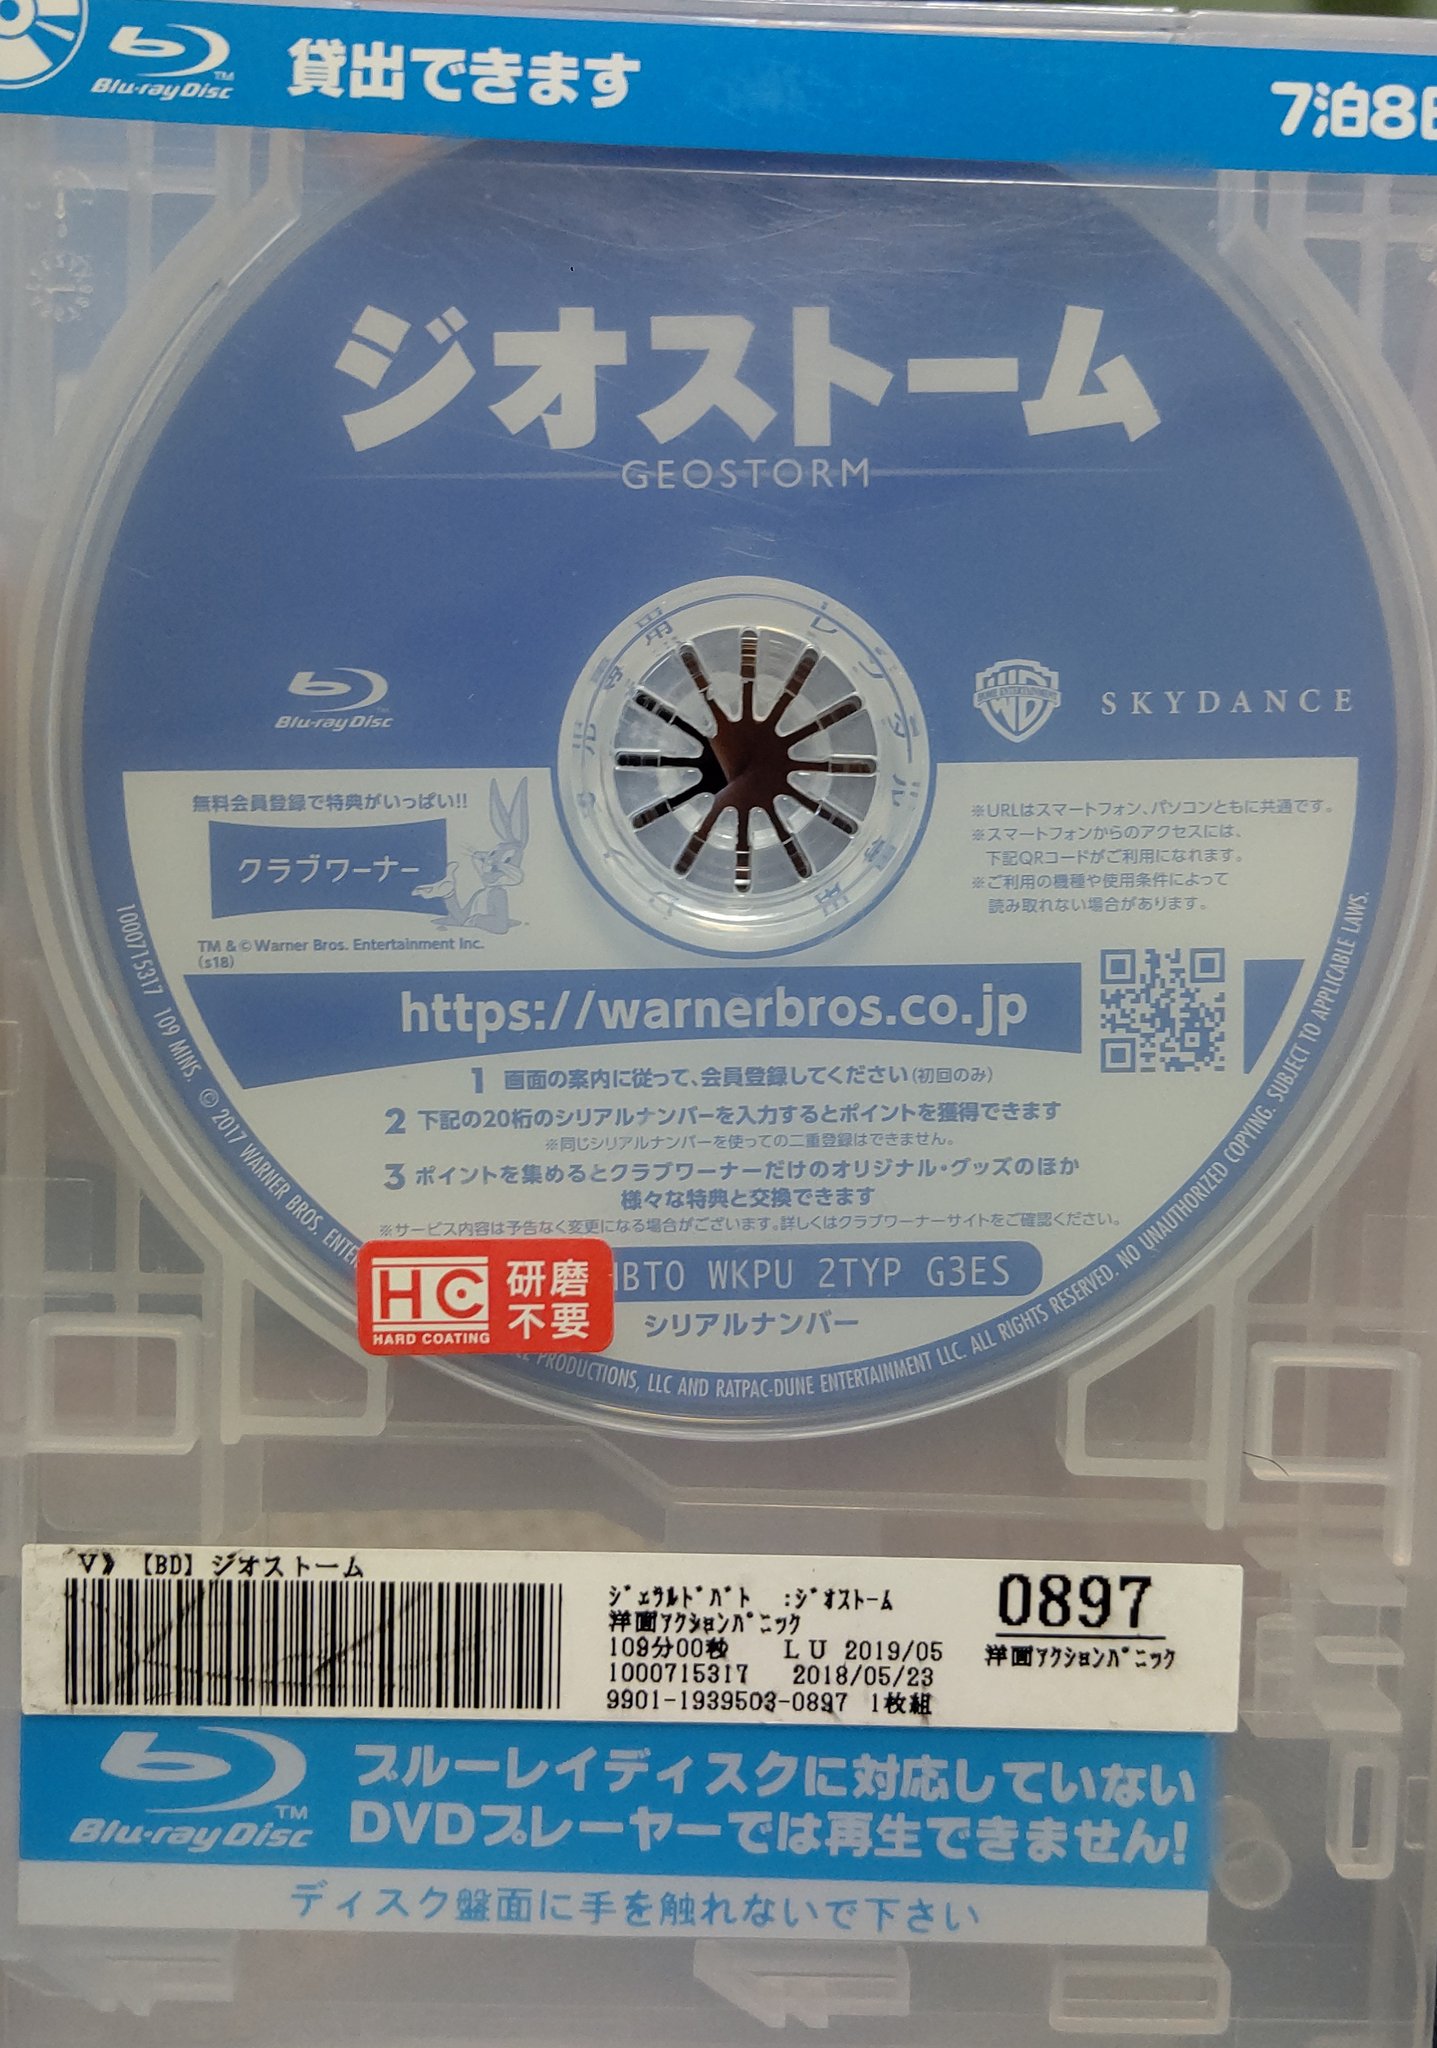 Blu-ray Disc™ 貸出できます
7泊8日
ジオストーム
GEOSTORM
レンタル専用
Blu-ray Disc™
HOME ENTERTAINMENT
WB
SKYDANCE
無料会員登録で特典がいっぱい!!
クラブワーナー
TM & © Warner Bros. Entertainment Inc.
(s18)
※URLはスマートフォン、パソコンともに共通です。
※スマートフォンからのアクセスには、
下記QRコードがご利用になれます。
※ご利用の機種や使用条件によって
読み取れない場合があります。
https://warnerbros.co.jp
1 画面の案内に従って、会員登録してください(初回のみ)
2 下記の20桁のシリアルナンバーを入力するとポイントを獲得できます
※同じシリアルナンバーを使っての二重登録はできません。
3 ポイントを集めるとクラブワーナーだけのオリジナル・グッズのほか
様々な特典と交換できます
※サービス内容は予告なく変更になる場合がございます。詳しくはクラブワーナーサイトをご確認ください。
BTO WKPU 2TYP G3ES
シリアルナンバー
HC 研磨
HARD COATING 不要
1000715317 109 MINS. © 2017 WARNER BROS. PRODUCTIONS, LLC AND RATPAC-DUNE ENTERTAINMENT LLC. ALL RIGHTS RESERVED. NO UNAUTHORIZED COPYING. SUBJECT TO APPLICABLE LAWS.
V》 【BD】ジオストーム
ｼﾞｪﾗﾙﾄﾞﾊﾞﾄ :ｼﾞｵｽﾄｰﾑ
洋画ｱｸｼｮﾝﾊﾟﾆｯｸ
109分00秒 LU 2019/05
1000715317 2018/05/23
9901-1939503-0897 1枚組
0897
洋画ｱｸｼｮﾝﾊﾟﾆｯｸ
Blu-ray Disc™
ブルーレイディスクに対応していない
DVDプレーヤーでは再生できません!
ディスク盤面に手を触れないで下さい